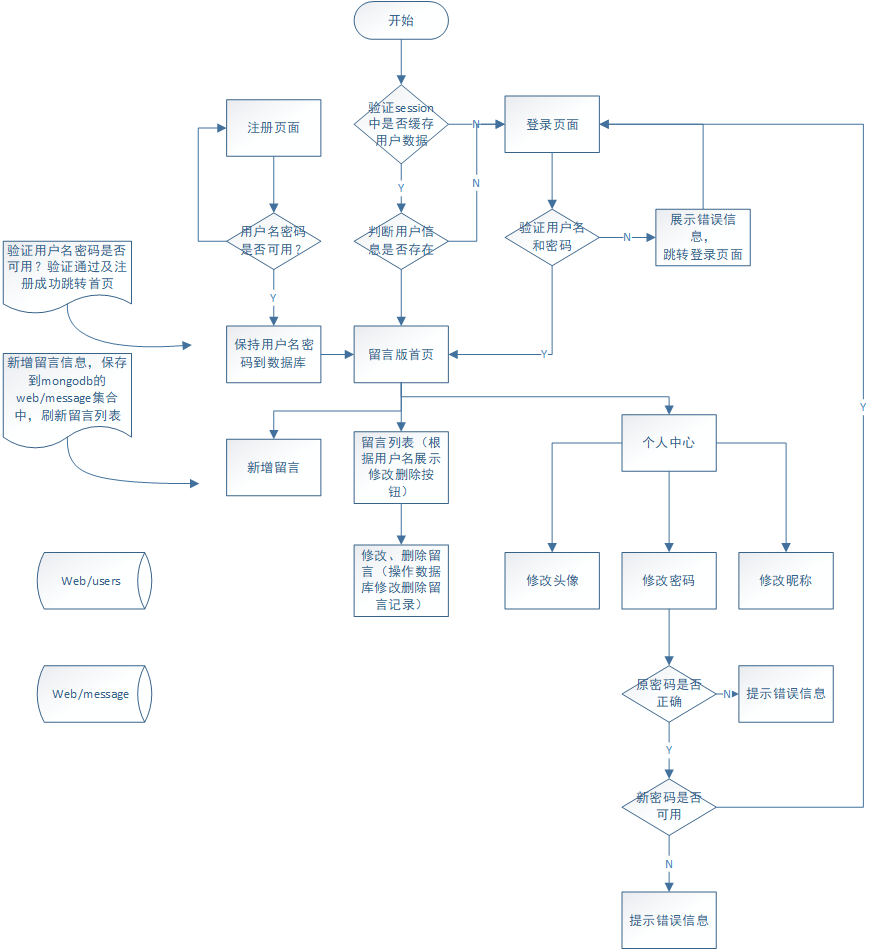 开始
验证session
中是否缓存
用户数据
N
登录页面
注册页面
Y
N
用户名密码
是否可用？
判断用户信
息是否存在
验证用户名
和密码
N
展示错误信
息，
跳转登录页面
验证用户名密码是否
可用？验证通过及注
册成功跳转首页
Y
保持用户名密
码到数据库
留言版首页
Y
新增留言信息，保存
到mongodb的
web/message集合
中，刷新留言列表
Y
新增留言
留言列表（根
据用户名展示
修改删除按
钮）
个人中心
修改、删除留
言（操作数据
库修改删除留
言记录）
Web/users
修改头像
修改密码
修改昵称
Web/message
原密码是否
正确
N
提示错误信息
Y
新密码是否
可用
N
提示错误信息